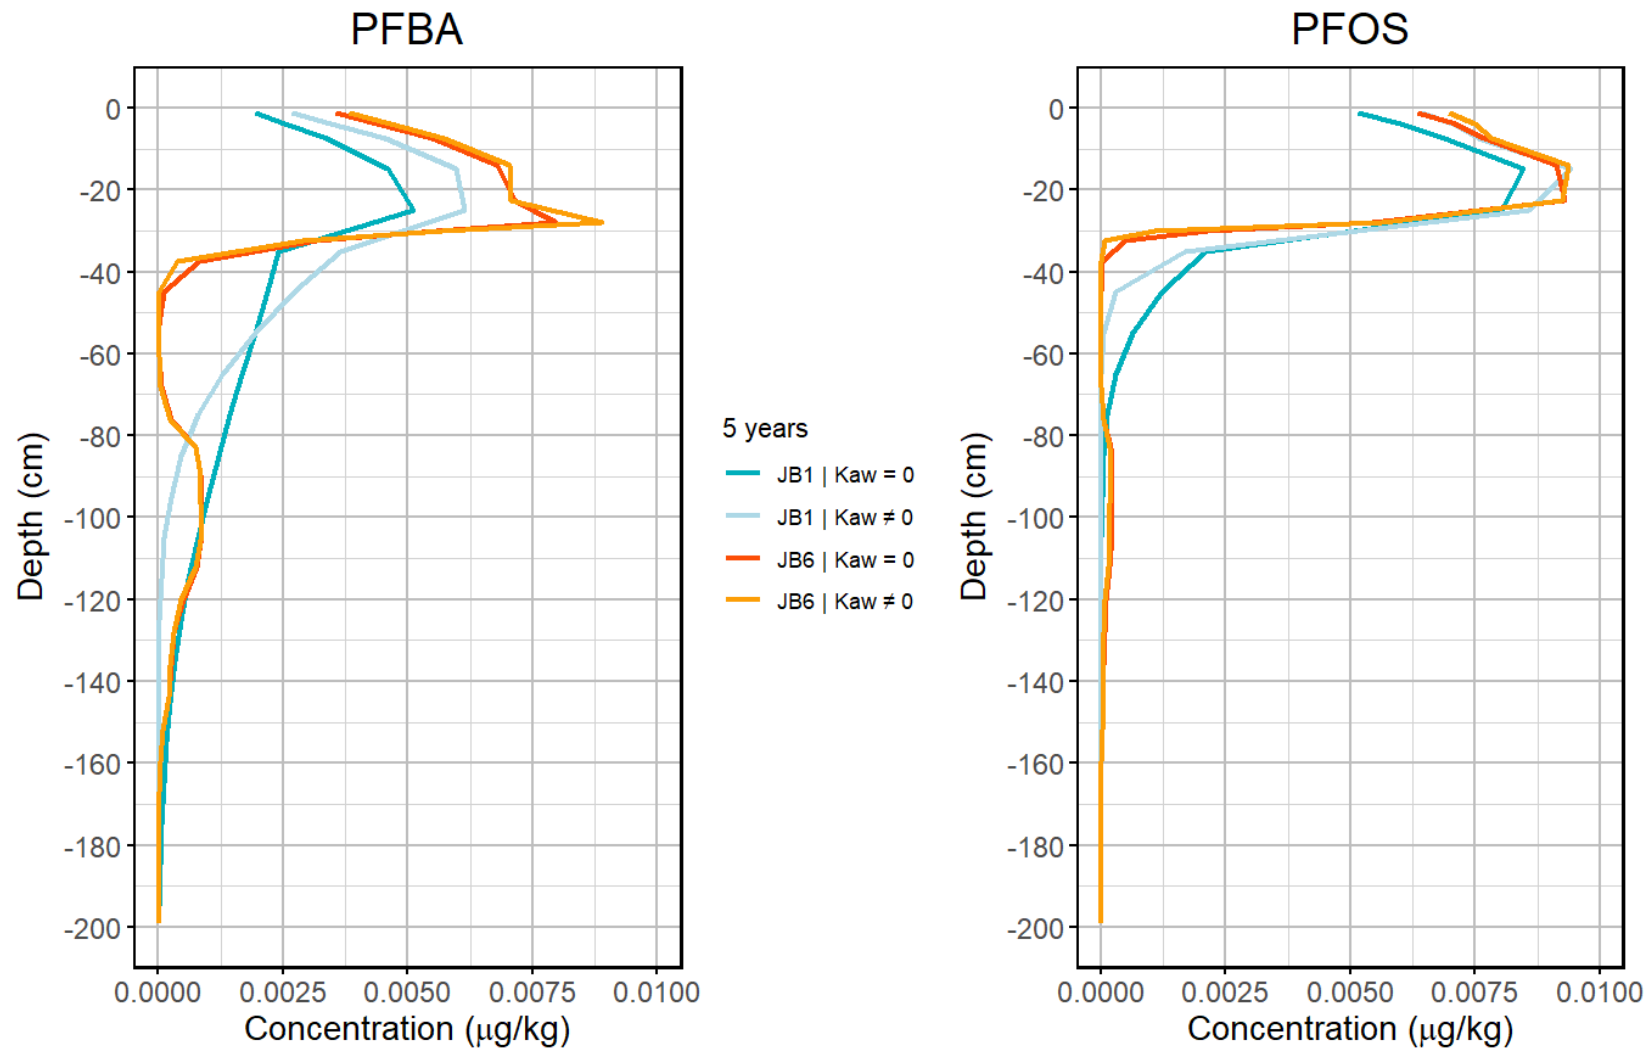 PFBA
0
-20
-40
-60
-80
-100
-120
-140
-160
-180
-200
Depth (cm)
0.0000 0.0025 0.0050 0.0075 0.0100
Concentration (μg/kg)
5 years
JB1 | Kaw = 0
JB1 | Kaw ≠ 0
JB6 | Kaw = 0
JB6 | Kaw ≠ 0
PFOS
0
-20
-40
-60
-80
-100
-120
-140
-160
-180
-200
Depth (cm)
0.0000 0.0025 0.0050 0.0075 0.0100
Concentration (μg/kg)